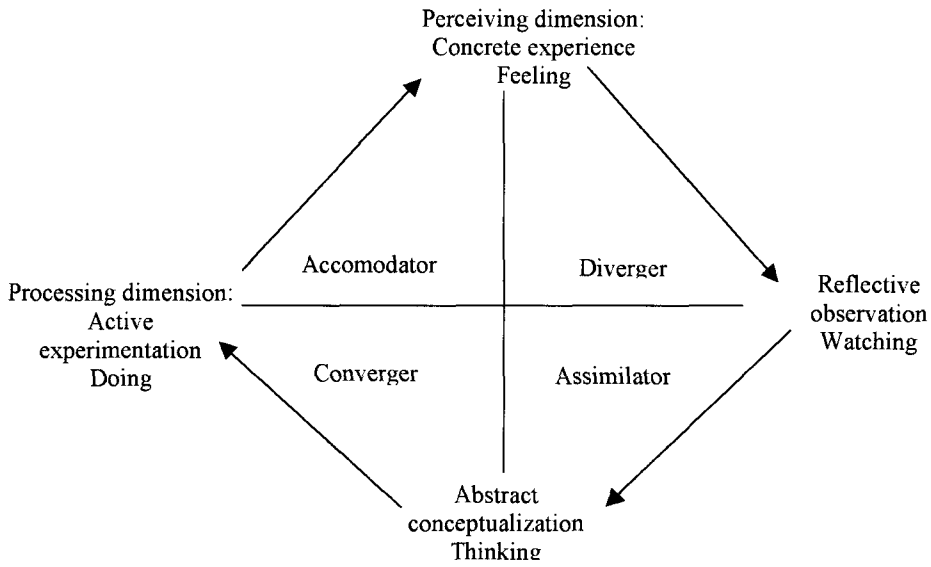 Perceiving dimension:
Concrete experience
Feeling
Accomodator
Diverger
Processing dimension:
Active
experimentation
Doing
Reflective
observation
Watching
Converger
Assimilator
Abstract
conceptualization
Thinking